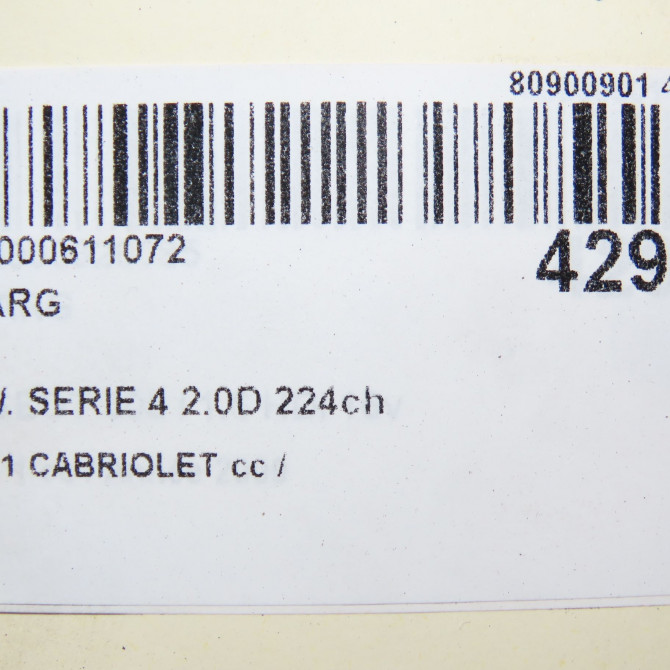 80900901 4
000611072
429
ARG
. SERIE 4 2.0D 224ch
1 CABRIOLET cc /